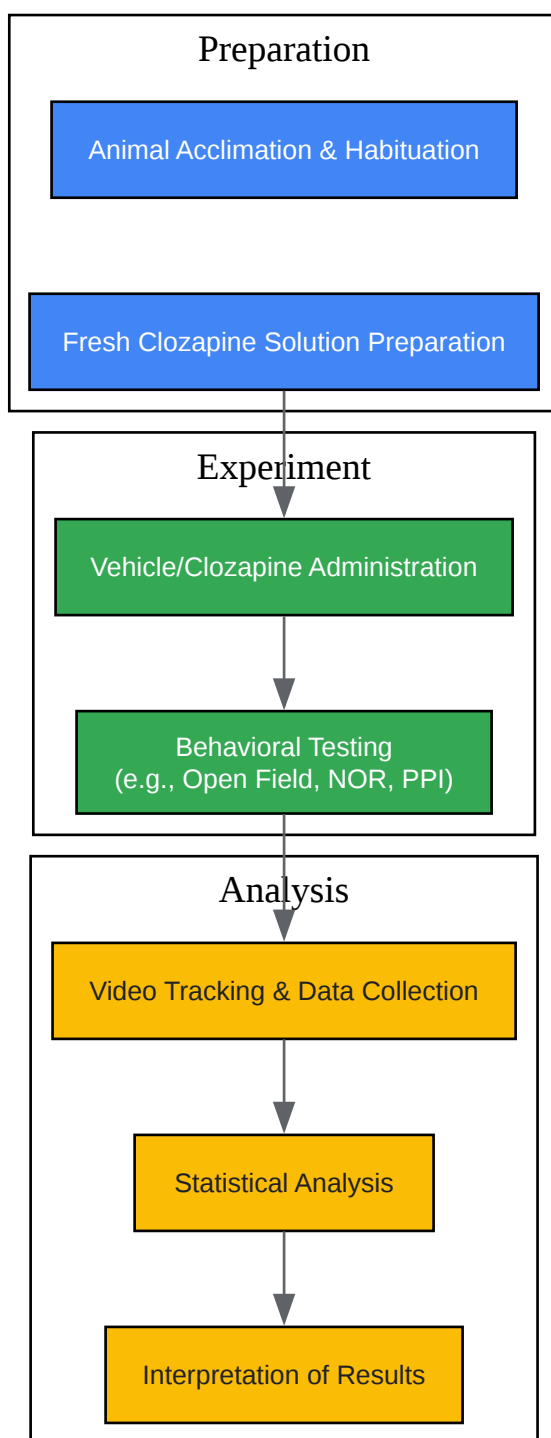 Preparation
Animal Acclimation & Habituation
Fresh Clozapine Solution Preparation
Experiment
Vehicle/Clozapine Administration
Behavioral Testing
(e.g., Open Field, NOR, PPI)
Analysis
Video Tracking & Data Collection
Statistical Analysis
Interpretation of Results